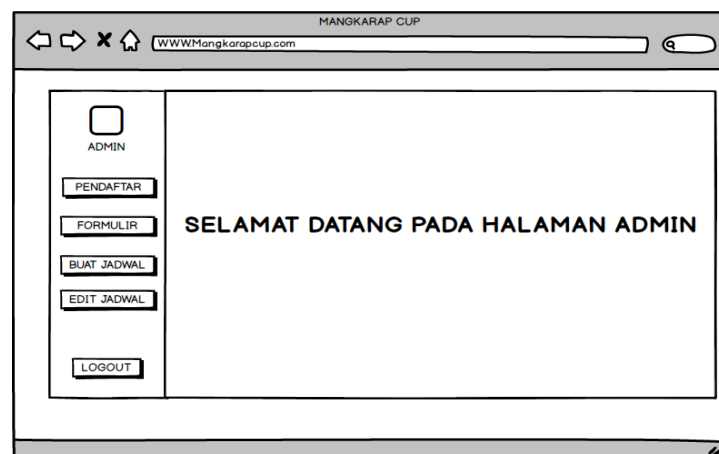 MANGKARAP CUP
WWW.Mangkarapcup.com
ADMIN
PENDAFTAR
FORMULIR
BUAT JADWAL
EDIT JADWAL
LOGOUT
SELAMAT DATANG PADA HALAMAN ADMIN